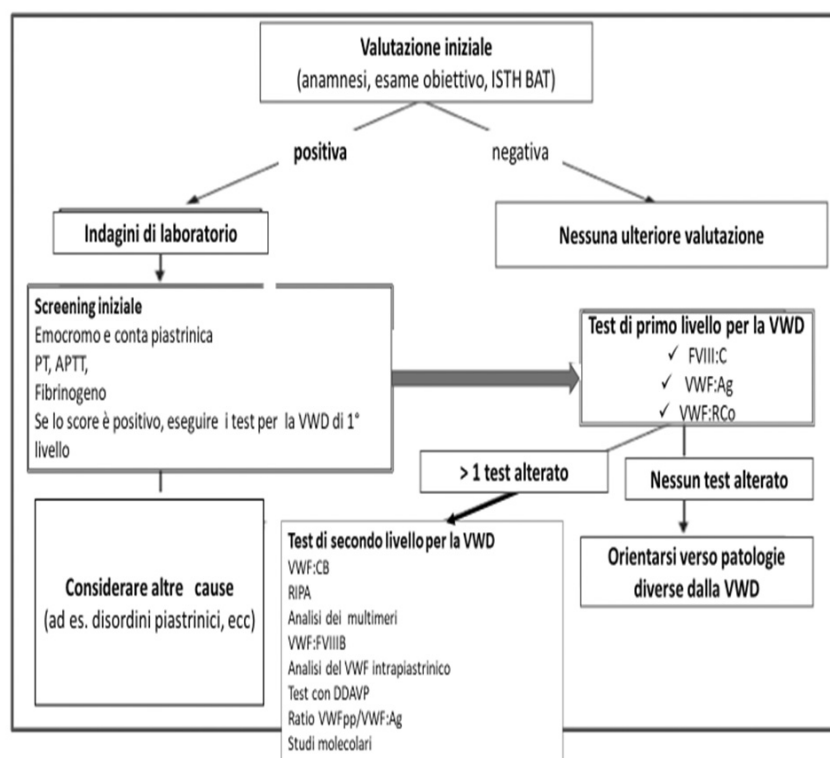 Valutazione iniziale
(anamnesi, esame obiettivo, ISTH BAT)
positiva
negativa
Indagini di laboratorio
Nessuna ulteriore valutazione
Screening iniziale
Emocromo e conta piastrinica
PT, APTT,
Fibrinogeno
Se lo score è positivo, eseguire i test per la VWD di 1°
livello
Test di primo livello per la VWD
✓ FVIII:C
✓ VWF:Ag
✓ VWF:RCo
> 1 test alterato
Nessun test alterato
Considerare altre cause
(ad es. disordini piastrinici, ecc)
Test di secondo livello per la VWD
VWF:CB
RIPA
Analisi dei multimeri
VWF:FVIIIB
Analisi del VWF intrapiastrinico
Test con DDAVP
Ratio VWFpp/VWF:Ag
Studi molecolari
Orientarsi verso patologie
diverse dalla VWD